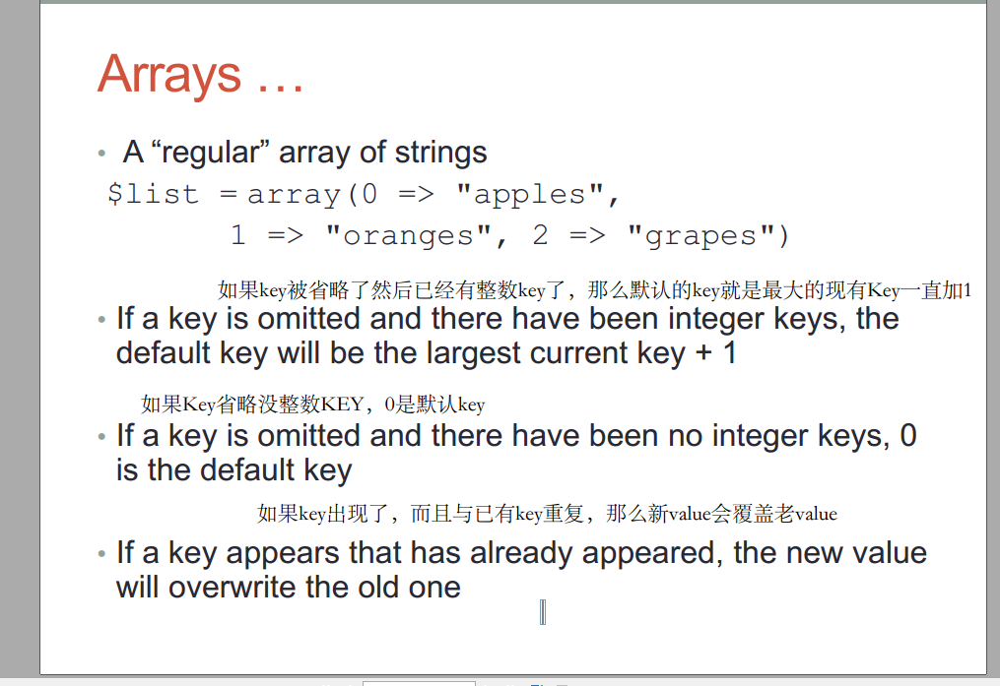 Arrays …
• A “regular” array of strings
$list = array(0 => "apples",
1 => "oranges", 2 => "grapes")
如果key被省略了然后已经有整数key了，那么默认的key就是最大的现有Key一直加1
• If a key is omitted and there have been integer keys, the
default key will be the largest current key + 1
如果Key省略没整数KEY，0是默认key
• If a key is omitted and there have been no integer keys, 0
is the default key
如果key出现了，而且与已有key重复，那么新value会覆盖老value
• If a key appears that has already appeared, the new value
will overwrite the old one